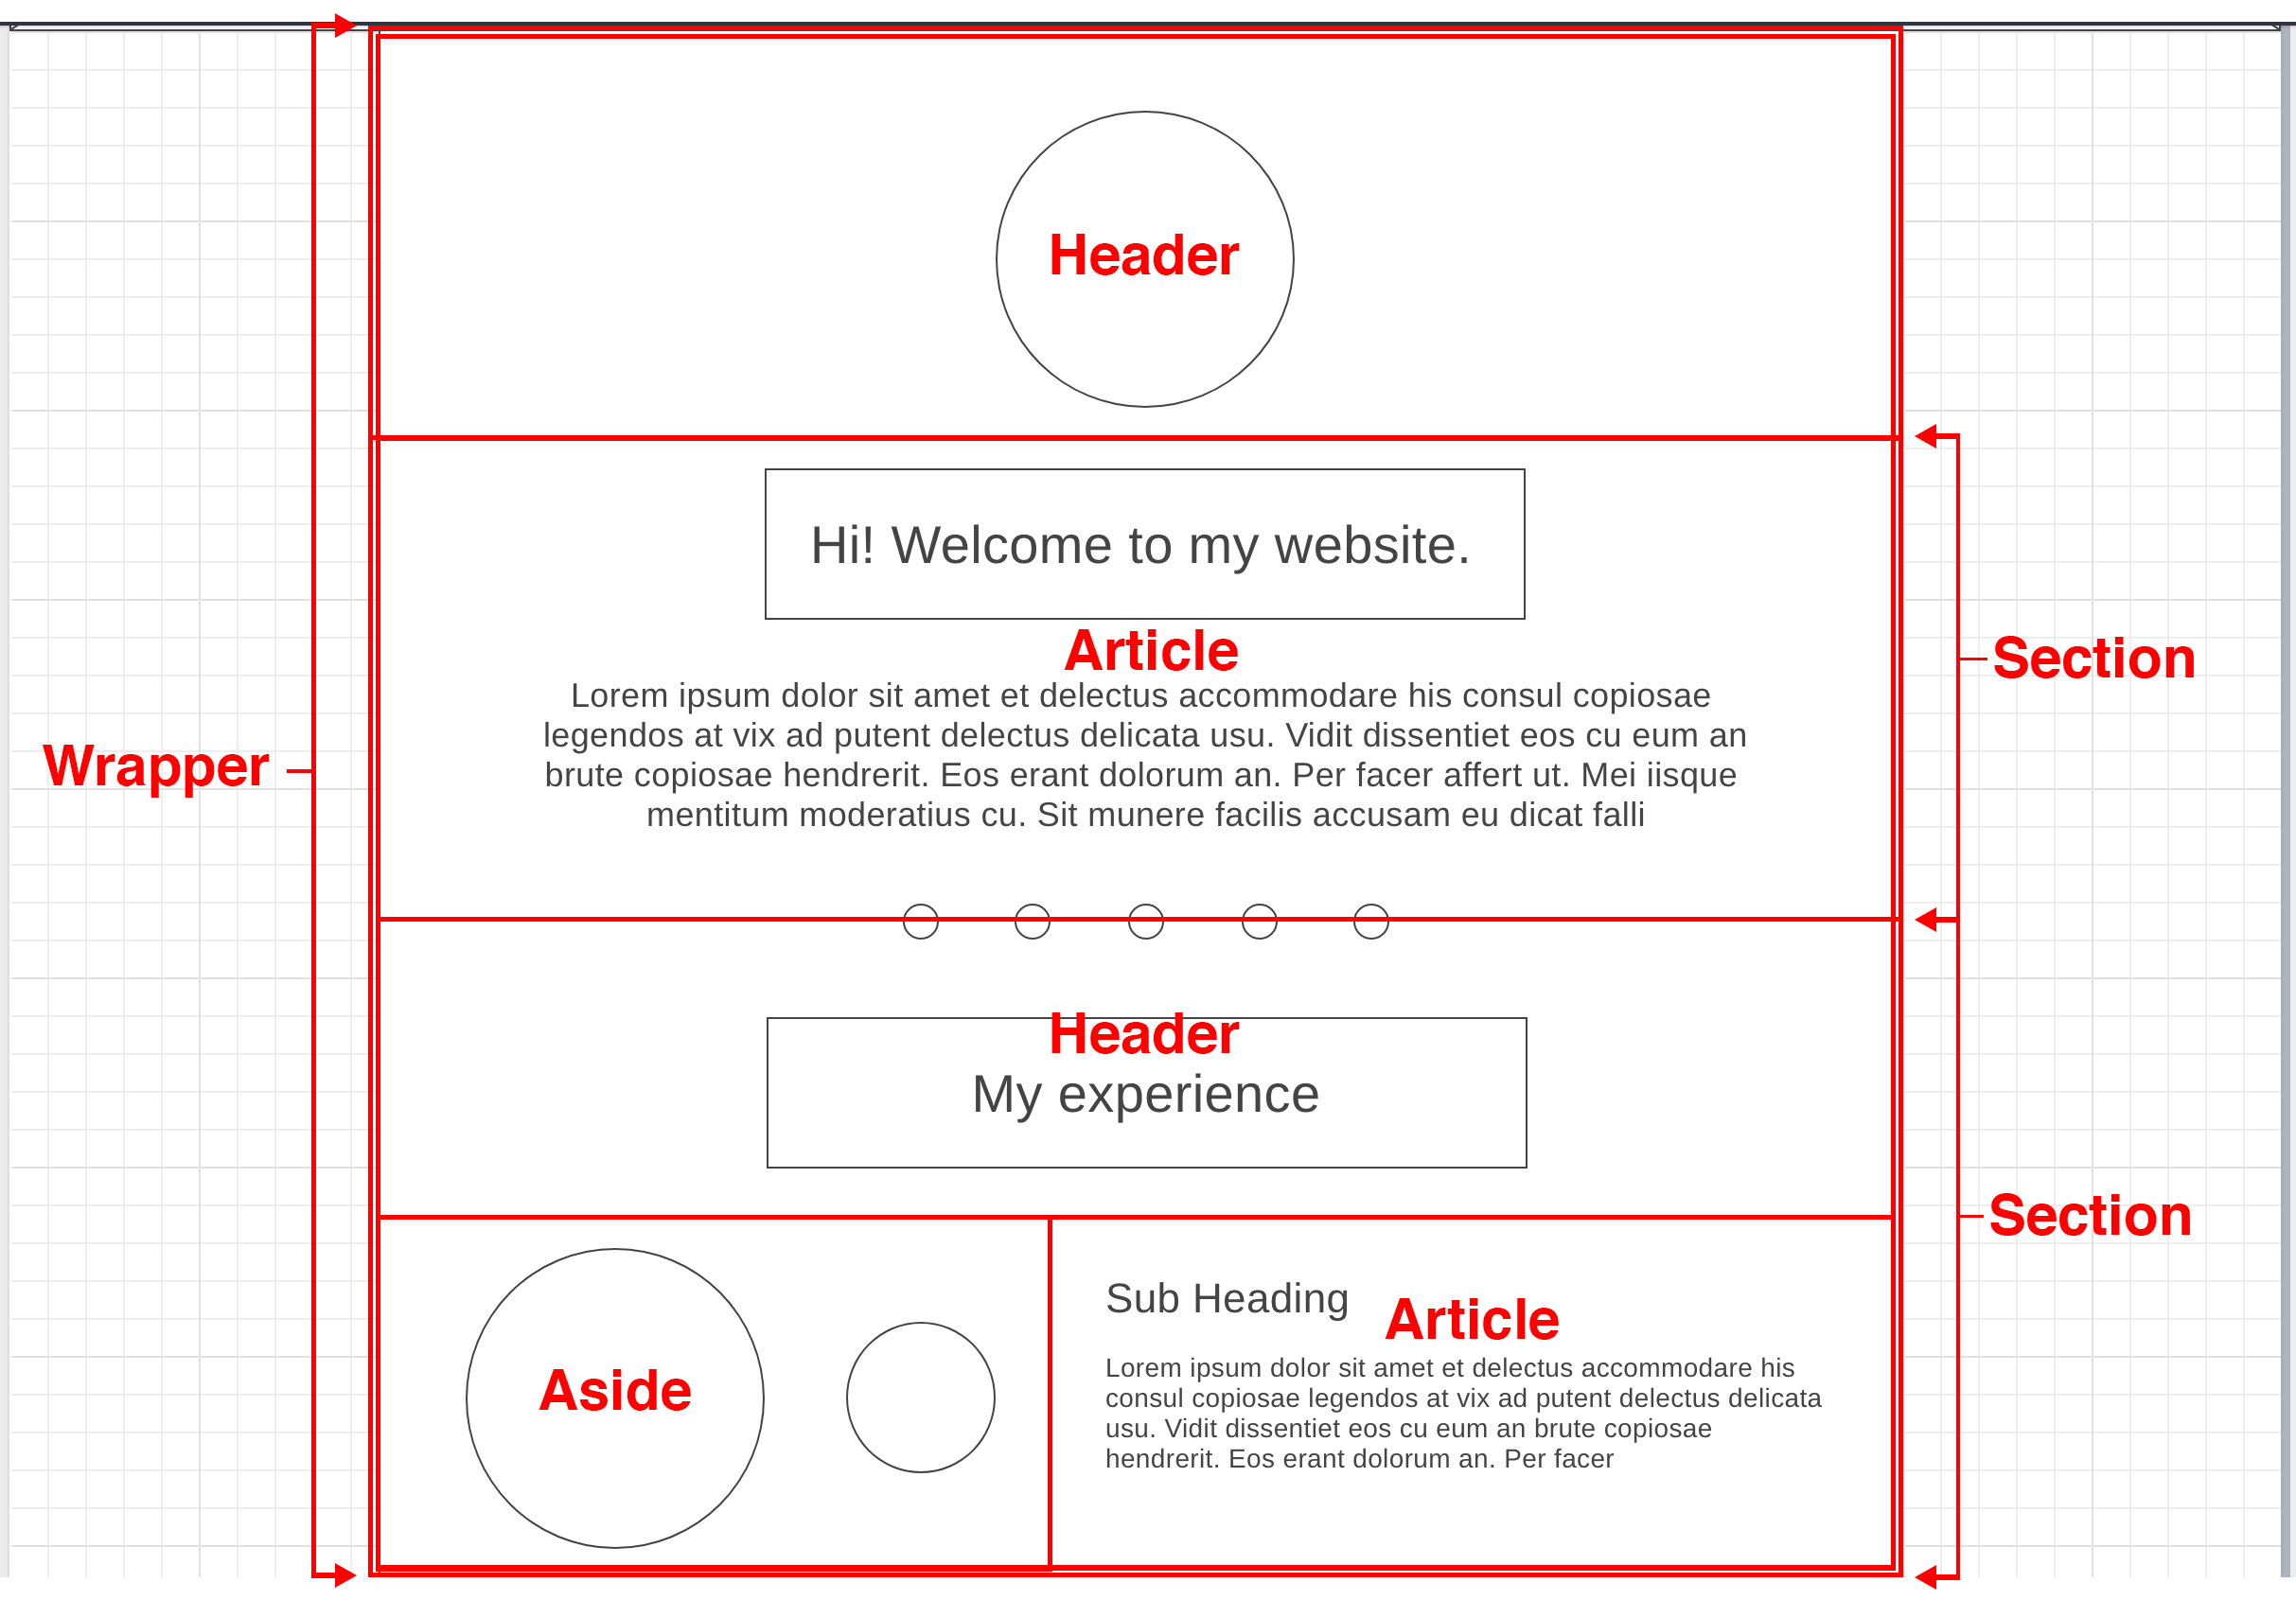 Header
Hi! Welcome to my website.
Article
Section
Lorem ipsum dolor sit amet et delectus accommodare his consul copiosae
legendos at vix ad putent delectus delicata usu. Vidit dissentiet eos cu eum an
Wrapper
brute copiosae hendrerit. Eos erant dolorum an. Per facer affert ut. Mei iisque
mentitum moderatius cu. Sit munere facilis accusam eu dicat falli
Header
My experience
Section
Sub Heading
Article
Aside
Lorem ipsum dolor sit amet et delectus accommodare his
consul copiosae legendos at vix ad putent delectus delicata
usu. Vidit dissentiet eos cu eum an brute copiosae
hendrerit. Eos erant dolorum an. Per facer